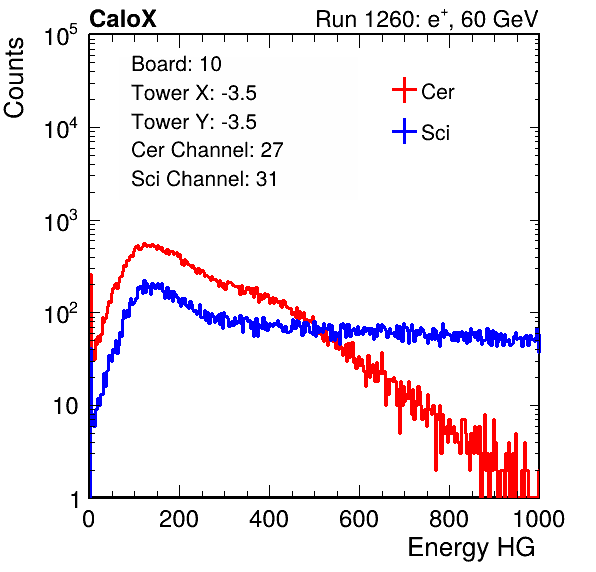 CaloX Run 1260: e⁺, 60 GeV
Counts
Board: 10
Tower X: -3.5
Tower Y: -3.5
Cer Channel: 27
Sci Channel: 31
Cer
Sci
10⁵
10⁴
10³
10²
10
1
0 200 400 600 800 1000
Energy HG